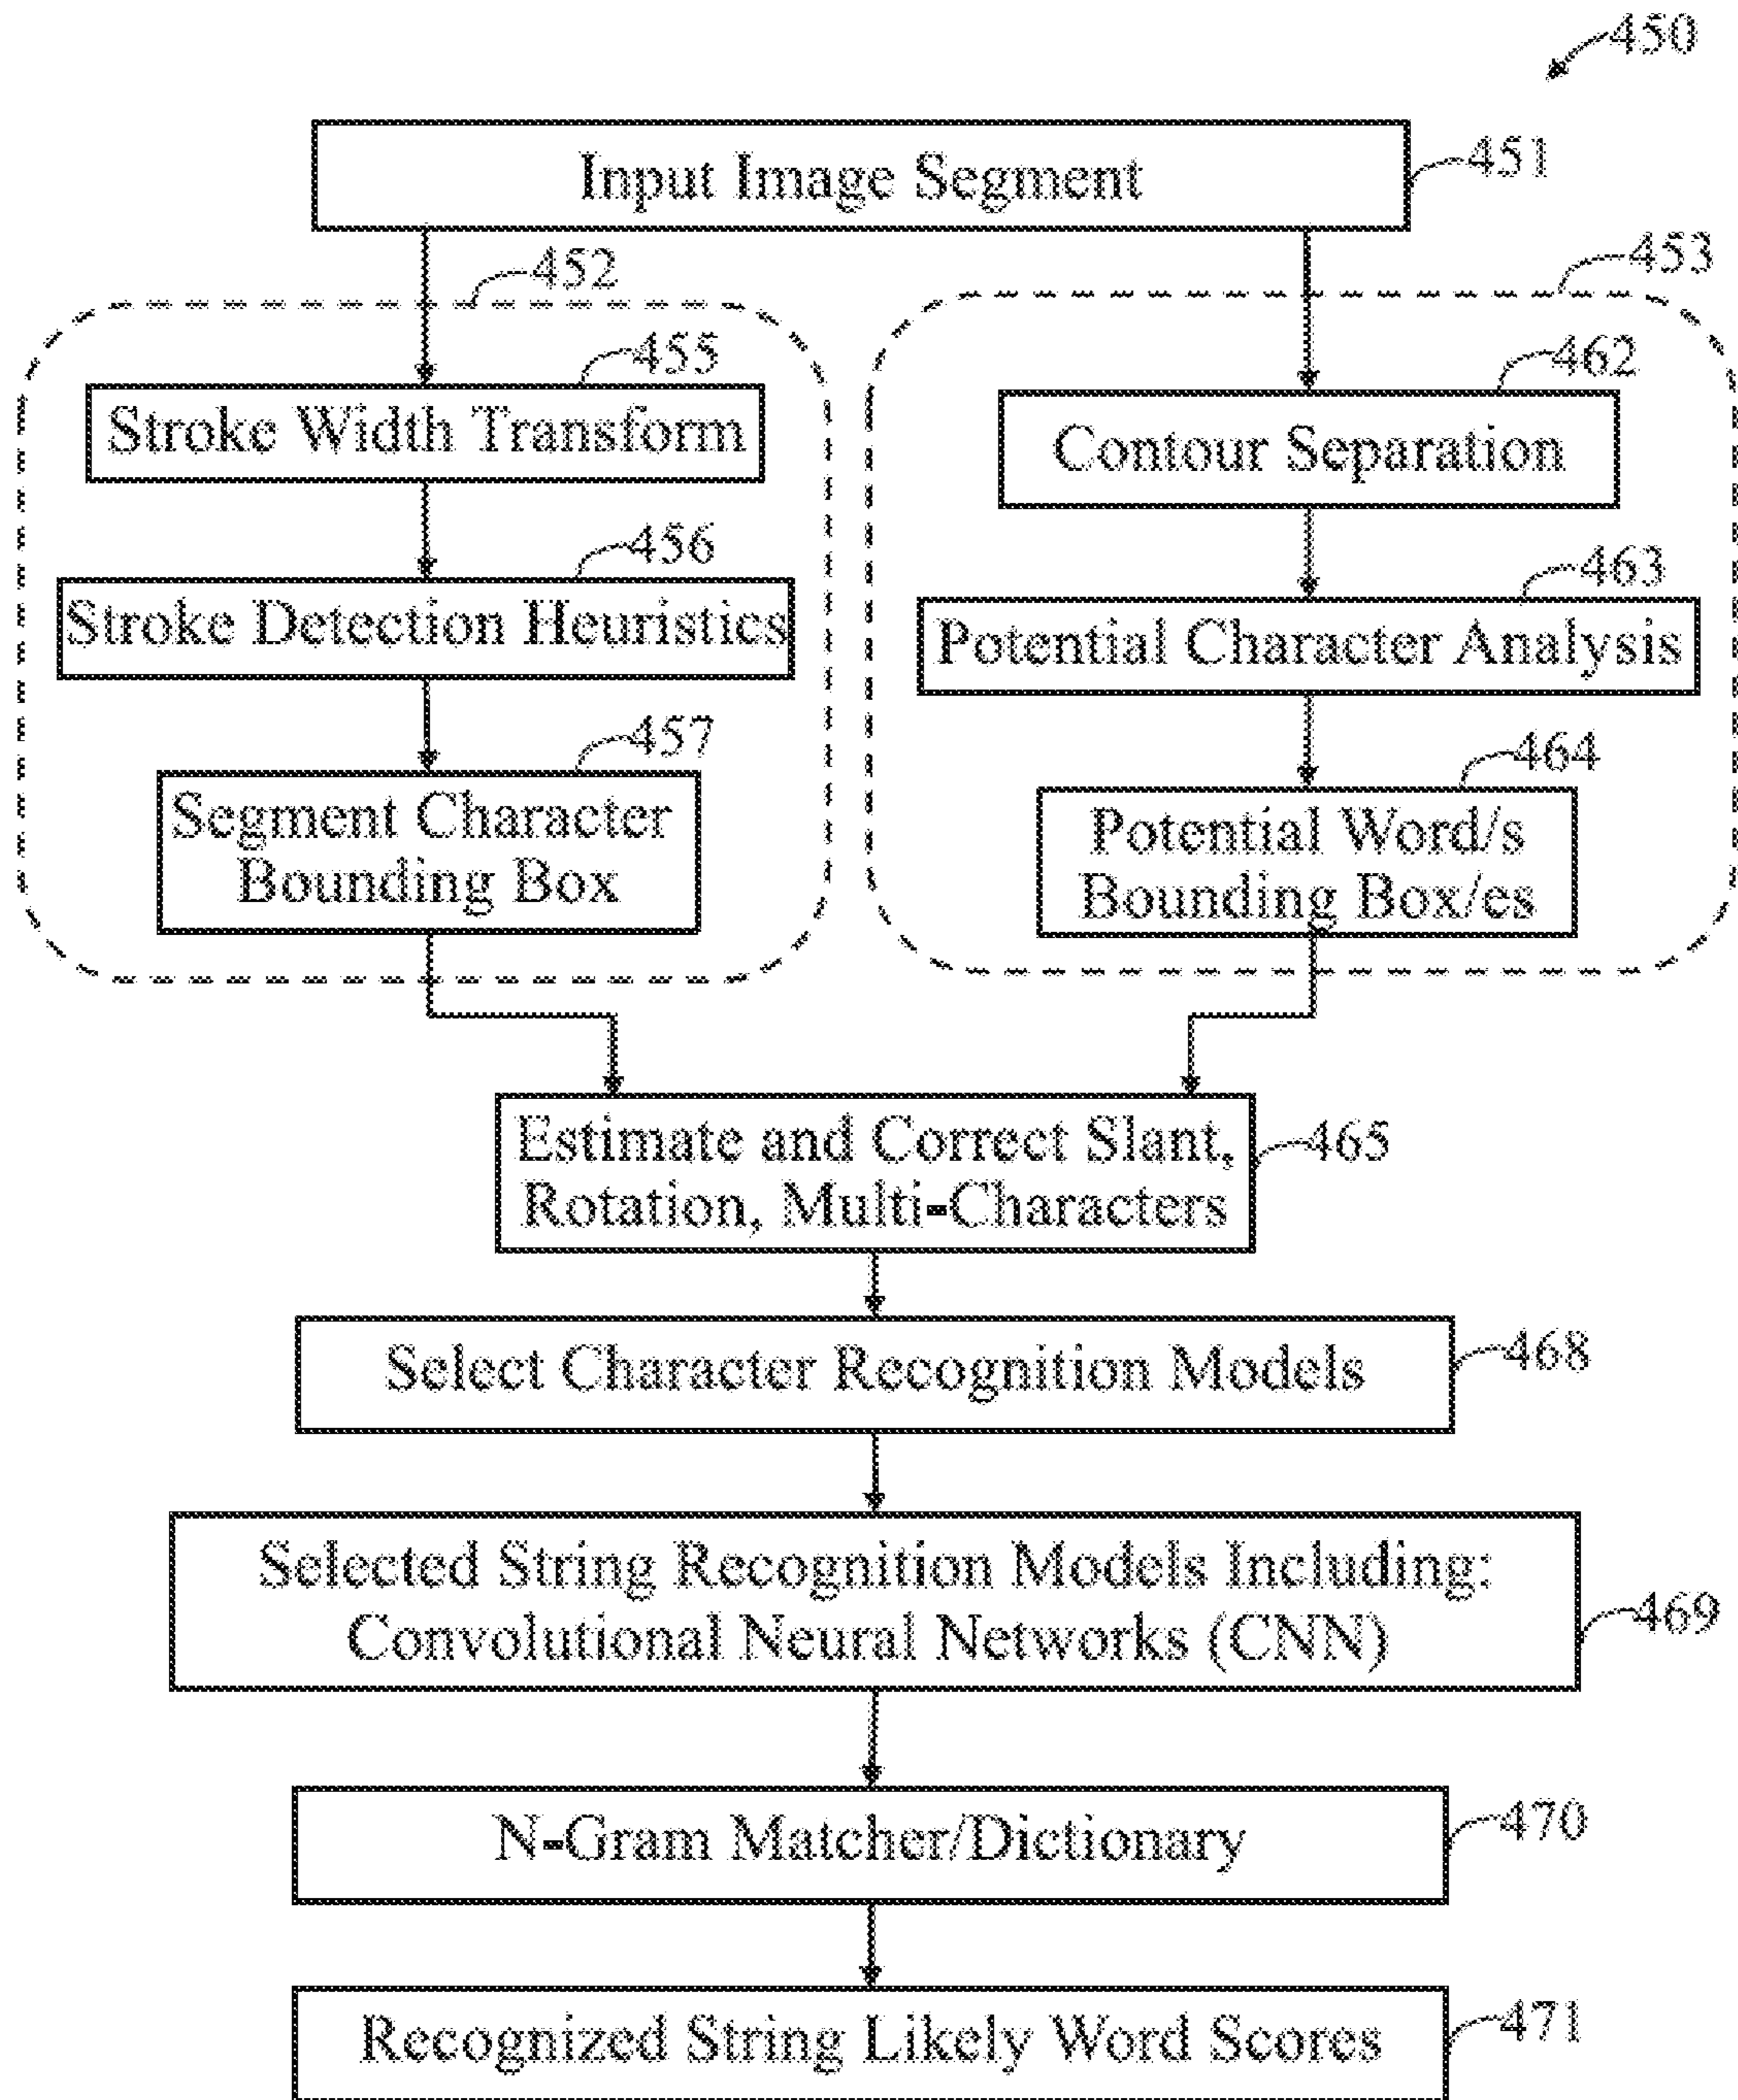 450
Input Image Segment
451
452
453
455
Stroke Width Transform
462
Contour Separation
456
Stroke Detection Heuristics
463
Potential Character Analysis
457
Segment Character
Bounding Box
464
Potential Word/s
Bounding Box/es
Estimate and Correct Slant,
Rotation, Multi-Characters
465
Select Character Recognition Models
468
Selected String Recognition Models Including:
Convolutional Neural Networks (CNN)
469
N-Gram Matcher/Dictionary
470
Recognized String Likely Word Scores
471